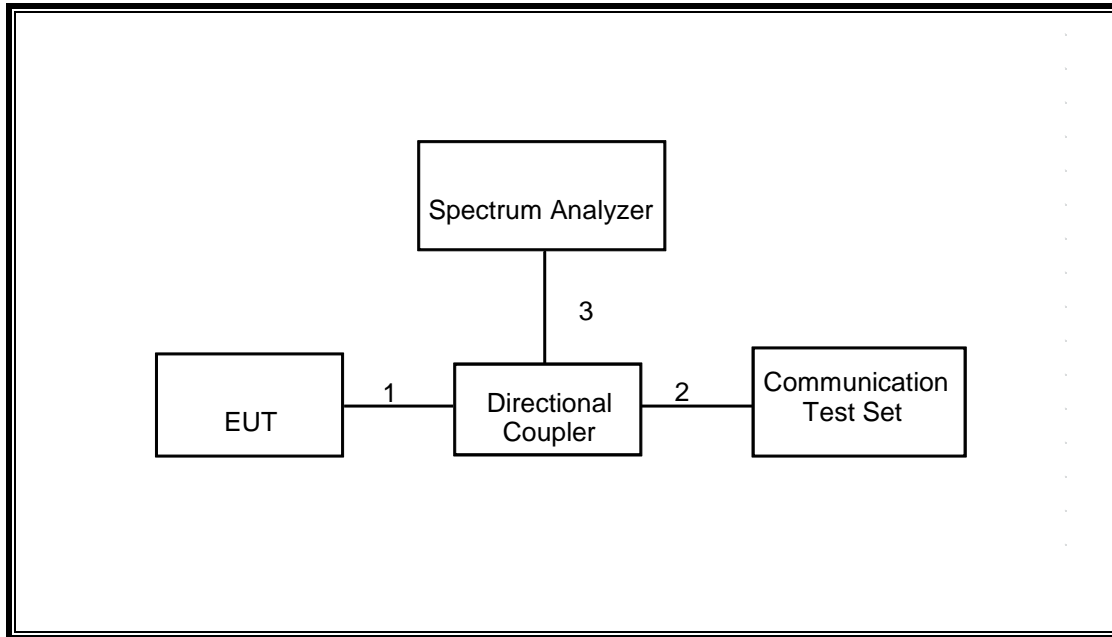 Spectrum Analyzer
3
EUT
1
Directional
Coupler
2
Communication
Test Set